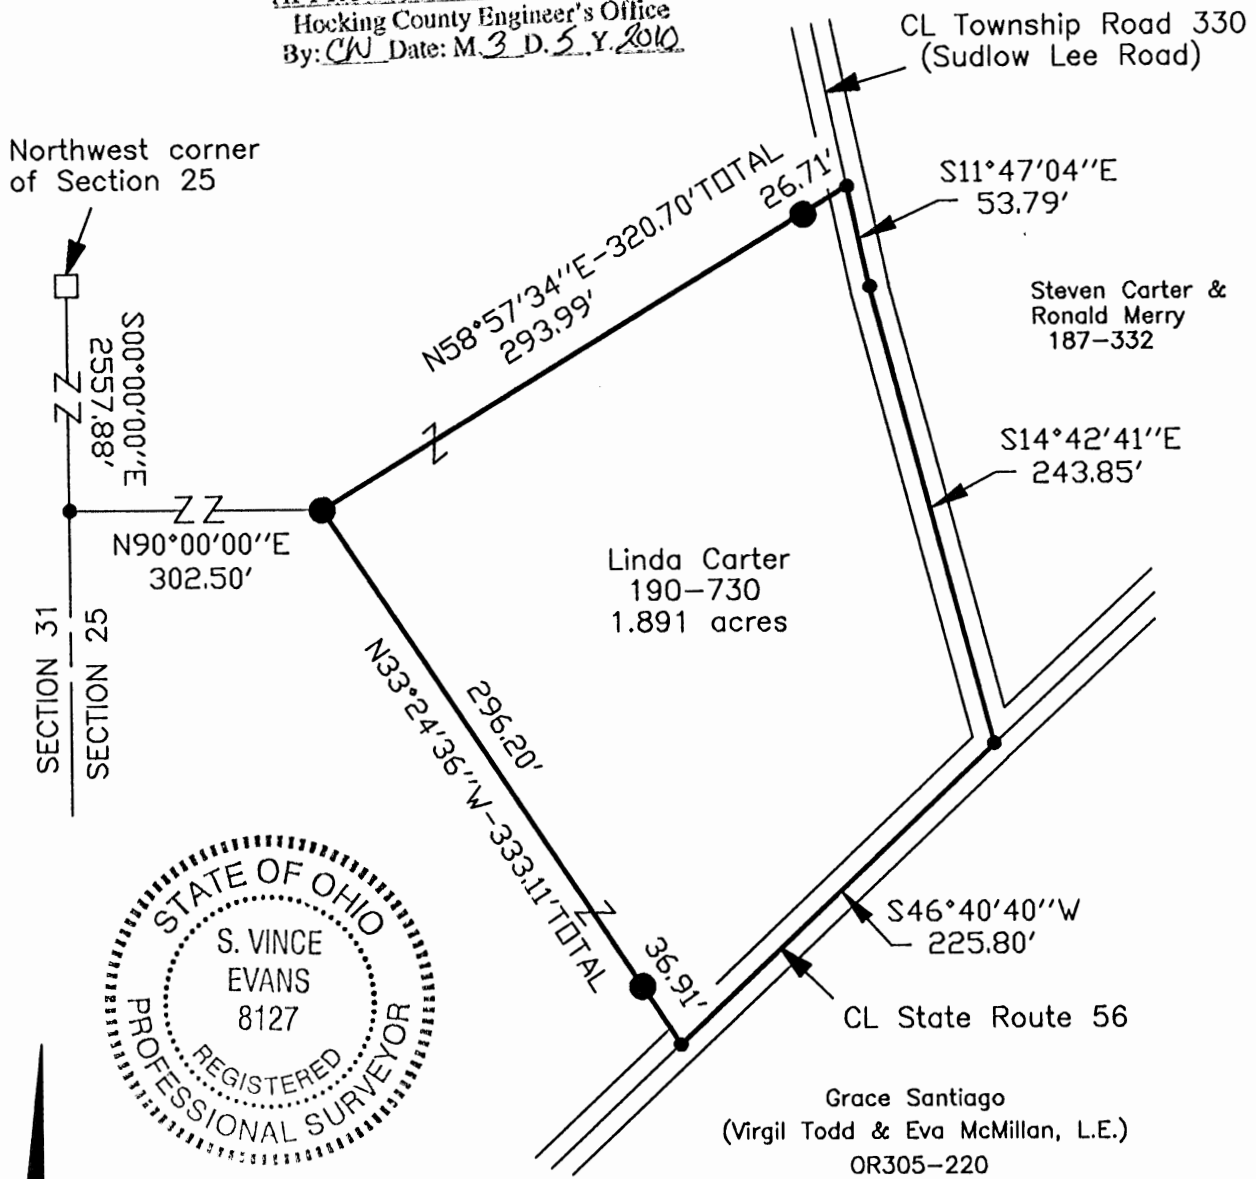 Hocking County Engineer's Office
By: CW Date: M. 3 D. 5 Y. 2010
CL Township Road 330
(Sudlow Lee Road)
Northwest corner
of Section 25
S11°47'04"E
53.79'
N58°57'34"E-320.70'TOTAL
26.71'
293.99'
Steven Carter &
Ronald Merry
187-332
S00°00'00"E
2557.88'
S14°42'41"E
243.85'
N90°00'00"E
302.50'
Linda Carter
190-730
1.891 acres
SECTION 31
SECTION 25
296.20'
N33°24'36"W-333.11'TOTAL
36.91'
S46°40'40"W
225.80'
CL State Route 56
STATE OF OHIO
S. VINCE
EVANS
8127
REGISTERED
PROFESSIONAL SURVEYOR
Grace Santiago
(Virgil Todd & Eva McMillan, L.E.)
OR305-220